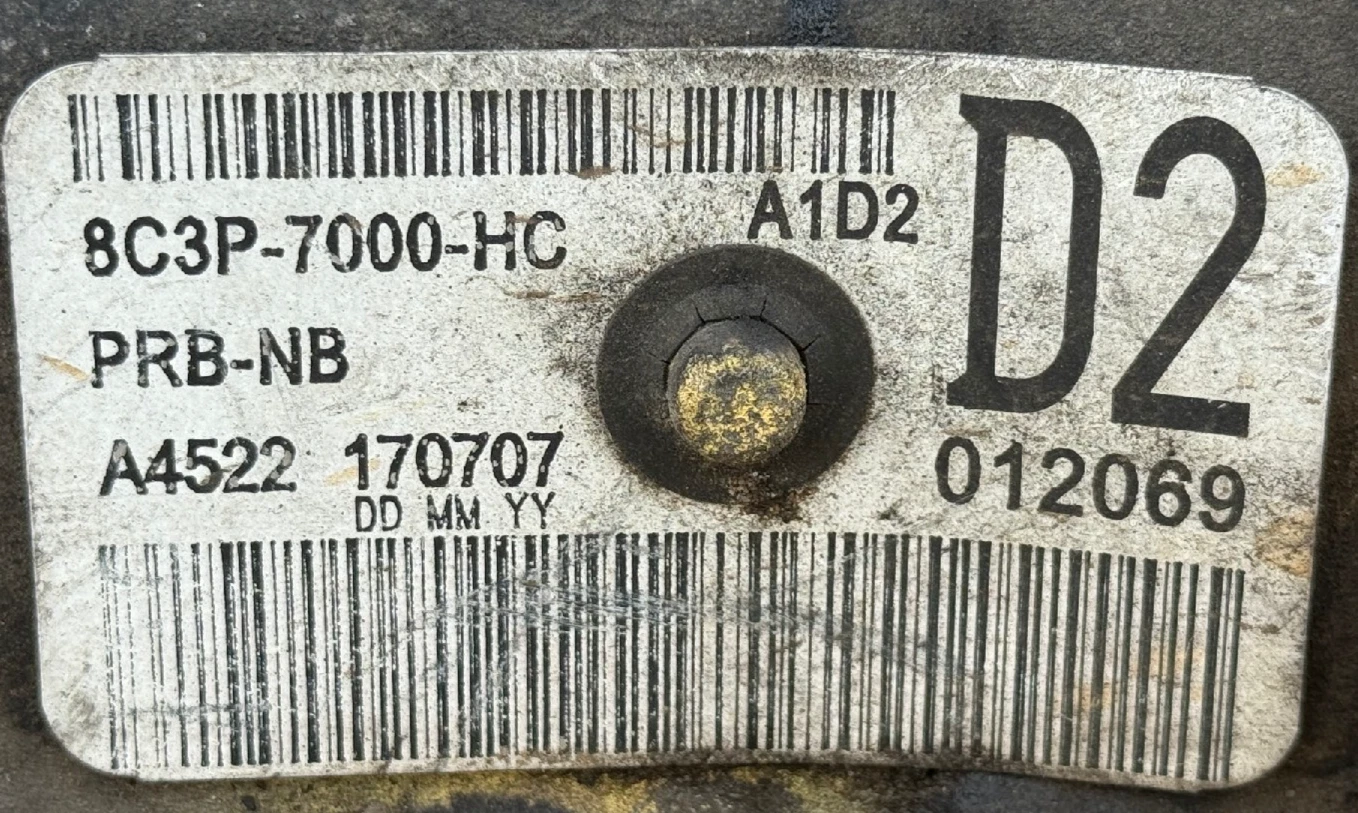 A1D2
D2
8C3P-7000-HC
PRB-NB
A4522 170707
DD MM YY
012069